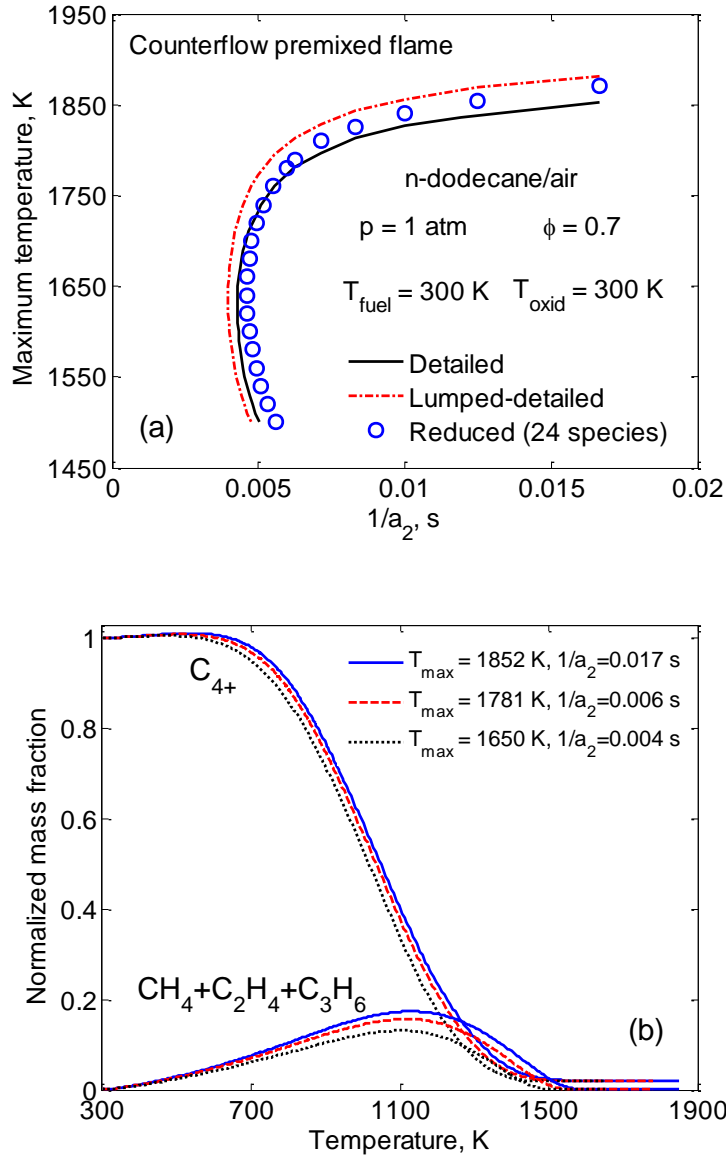 1950
1850
1750
1650
1550
1450
Maximum temperature, K
Counterflow premixed flame
n-dodecane/air
p = 1 atm ϕ = 0.7
T_fuel = 300 K T_oxid = 300 K
Detailed
Lumped-detailed
Reduced (24 species)
(a)
0 0.005 0.01 0.015 0.02
1/a_2, s
1
0.8
0.6
0.4
0.2
0
Normalized mass fraction
C_4+
T_max = 1852 K, 1/a_2=0.017 s
T_max = 1781 K, 1/a_2=0.006 s
T_max = 1650 K, 1/a_2=0.004 s
CH_4+C_2H_4+C_3H_6
(b)
300 700 1100 1500 1900
Temperature, K